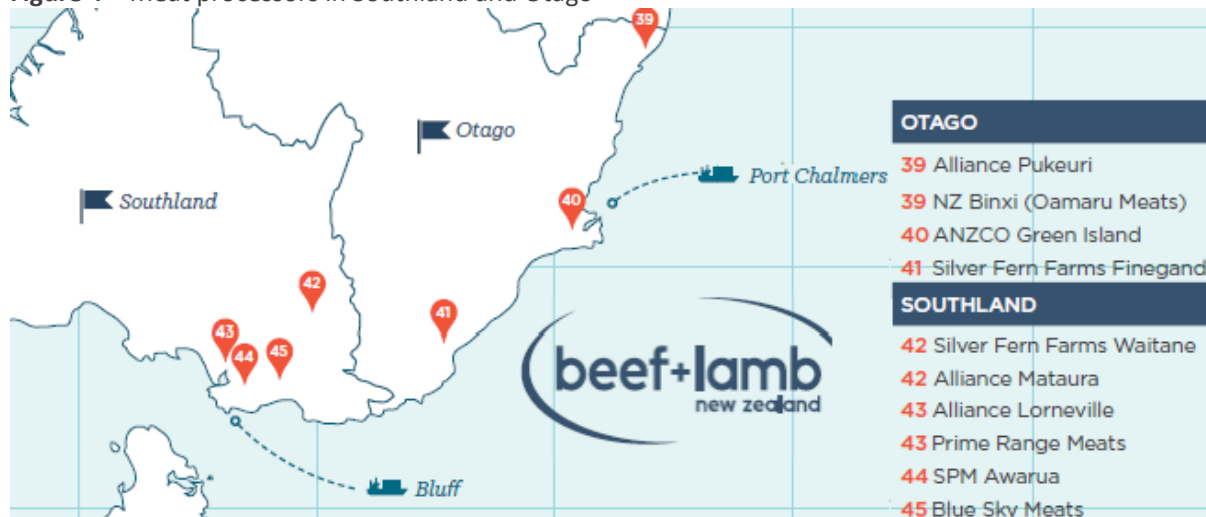 39
Otago
Southland
Port Chalmers
40
42
41
43
44
45
beef+lamb
new zealand
Bluff
OTAGO
39 Alliance Pukeuri
39 NZ Binxi (Oamaru Meats)
40 ANZCO Green Island
41 Silver Fern Farms Finegand
SOUTHLAND
42 Silver Fern Farms Waitane
42 Alliance Mataura
43 Alliance Lorneville
43 Prime Range Meats
44 SPM Awarua
45 Blue Sky Meats